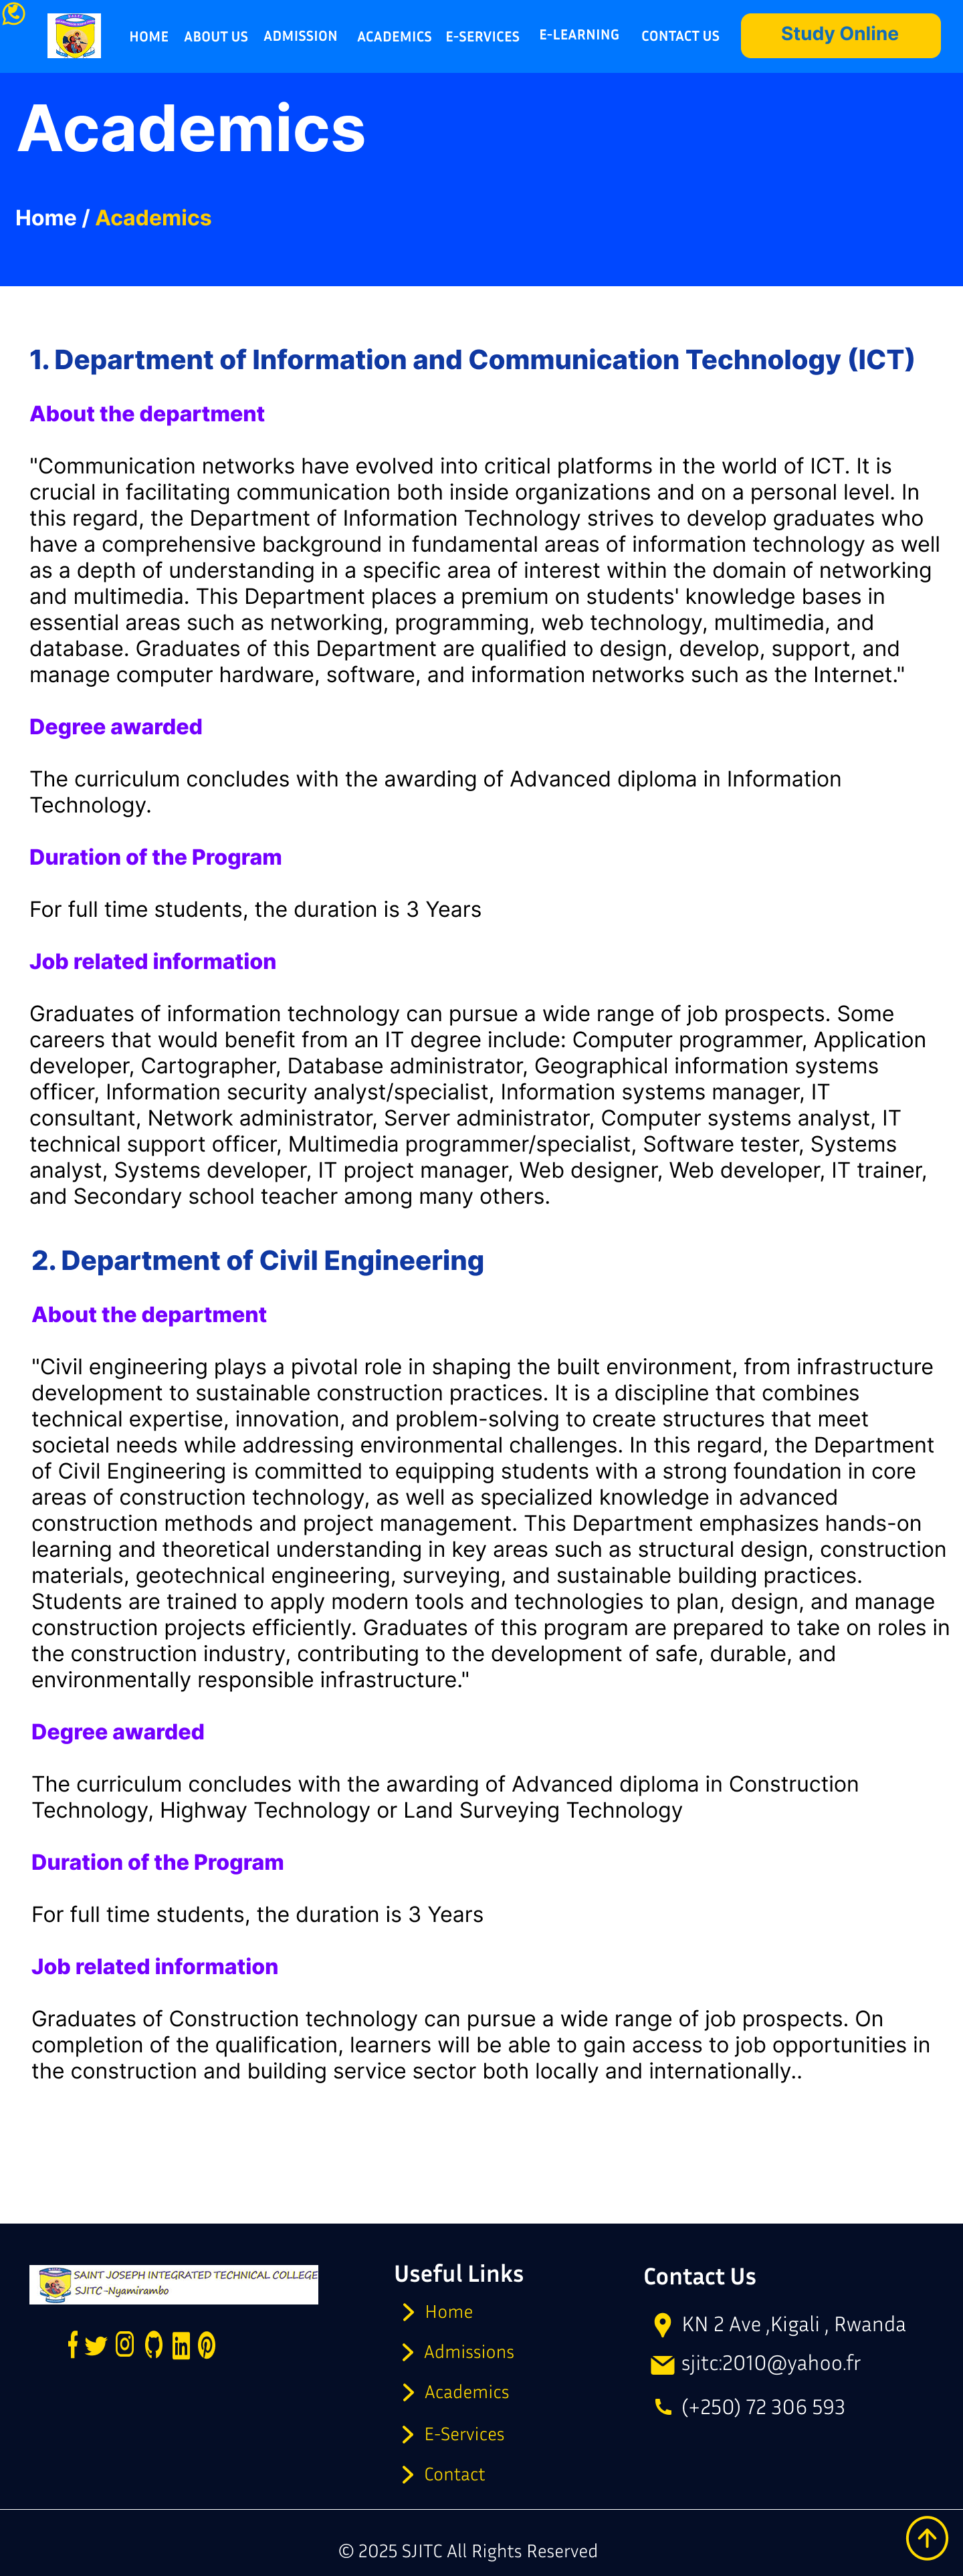 HOME ABOUT US ADMISSION ACADEMICS E-SERVICES E-LEARNING CONTACT US Study Online
Academics
Home / Academics
1. Department of Information and Communication Technology (ICT)
About the department
"Communication networks have evolved into critical platforms in the world of ICT. It is
crucial in facilitating communication both inside organizations and on a personal level. In
this regard, the Department of Information Technology strives to develop graduates who
have a comprehensive background in fundamental areas of information technology as well
as a depth of understanding in a specific area of interest within the domain of networking
and multimedia. This Department places a premium on students' knowledge bases in
essential areas such as networking, programming, web technology, multimedia, and
database. Graduates of this Department are qualified to design, develop, support, and
manage computer hardware, software, and information networks such as the Internet."
Degree awarded
The curriculum concludes with the awarding of Advanced diploma in Information
Technology.
Duration of the Program
For full time students, the duration is 3 Years
Job related information
Graduates of information technology can pursue a wide range of job prospects. Some
careers that would benefit from an IT degree include: Computer programmer, Application
developer, Cartographer, Database administrator, Geographical information systems
officer, Information security analyst/specialist, Information systems manager, IT
consultant, Network administrator, Server administrator, Computer systems analyst, IT
technical support officer, Multimedia programmer/specialist, Software tester, Systems
analyst, Systems developer, IT project manager, Web designer, Web developer, IT trainer,
and Secondary school teacher among many others.
2. Department of Civil Engineering
About the department
"Civil engineering plays a pivotal role in shaping the built environment, from infrastructure
development to sustainable construction practices. It is a discipline that combines
technical expertise, innovation, and problem-solving to create structures that meet
societal needs while addressing environmental challenges. In this regard, the Department
of Civil Engineering is committed to equipping students with a strong foundation in core
areas of construction technology, as well as specialized knowledge in advanced
construction methods and project management. This Department emphasizes hands-on
learning and theoretical understanding in key areas such as structural design, construction
materials, geotechnical engineering, surveying, and sustainable building practices.
Students are trained to apply modern tools and technologies to plan, design, and manage
construction projects efficiently. Graduates of this program are prepared to take on roles in
the construction industry, contributing to the development of safe, durable, and
environmentally responsible infrastructure."
Degree awarded
The curriculum concludes with the awarding of Advanced diploma in Construction
Technology, Highway Technology or Land Surveying Technology
Duration of the Program
For full time students, the duration is 3 Years
Job related information
Graduates of Construction technology can pursue a wide range of job prospects. On
completion of the qualification, learners will be able to gain access to job opportunities in
the construction and building service sector both locally and internationally..
SAINT JOSEPH INTEGRATED TECHNICAL COLLEGE
SJITC -Nyamirambo
Useful Links
Home
Admissions
Academics
E-Services
Contact
Contact Us
KN 2 Ave ,Kigali , Rwanda
sjitc:2010@yahoo.fr
(+250) 72 306 593
© 2025 SJITC All Rights Reserved